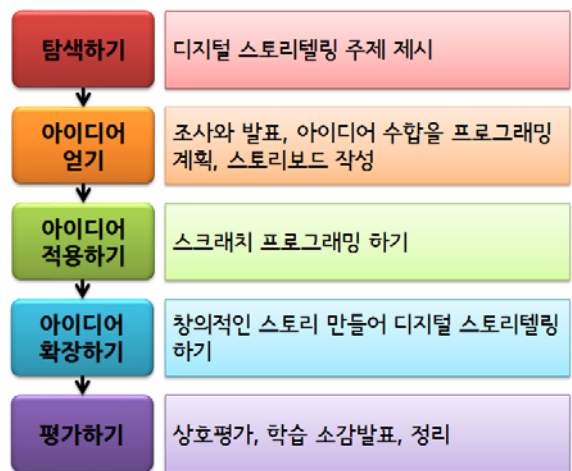 탐색하기
디지털 스토리텔링 주제 제시
아이디어
얻기
조사와 발표, 아이디어 수합을 프로그래밍
계획, 스토리보드 작성
아이디어
적용하기
스크래치 프로그래밍 하기
아이디어
확장하기
창의적인 스토리 만들어 디지털 스토리텔링
하기
평가하기
상호평가, 학습 소감발표, 정리